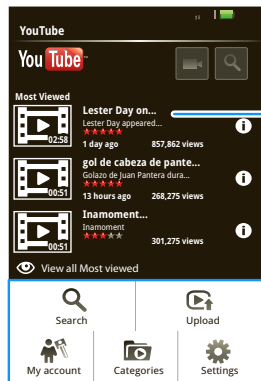 YouTube
You Tube™
Most Viewed
Lester Day on...
Lester Day appeared...
02:58
1 day ago 857,862 views
gol de cabeza de pante...
Golazo de Juan Pantera dura...
00:51
13 hours ago 268,275 views
Inamoment...
Inamoment
00:51
301,275 views
View all Most viewed
Search Upload
My account Categories Settings